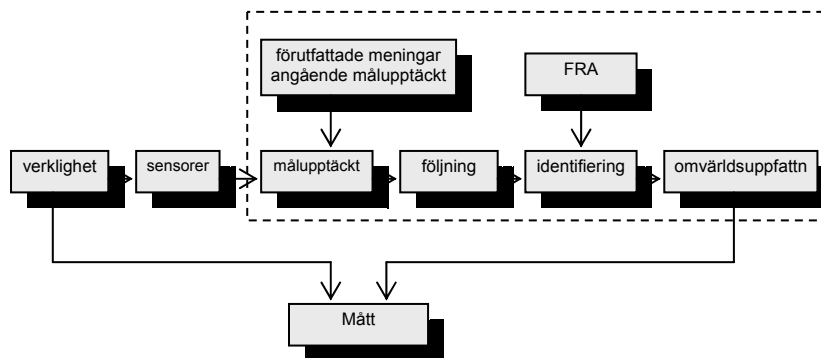 förutfattade meningar
angående målupptäckt
FRA
verklighet
sensorer
målupptäckt
följning
identifiering
omvärldsuppfattn
Mått